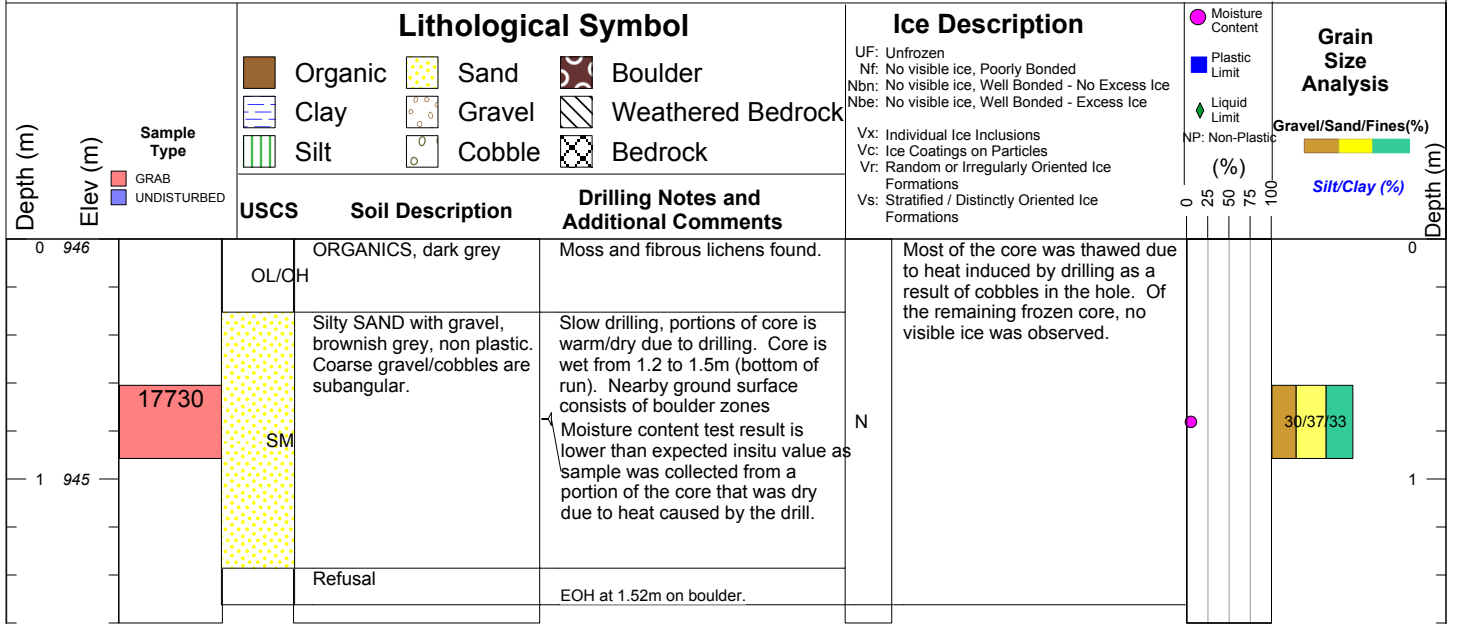 Lithological Symbol
Organic
Sand
Boulder
Clay
Gravel
Weathered Bedrock
Silt
Cobble
Bedrock
Ice Description
UF: Unfrozen
Nf: No visible ice, Poorly Bonded
Nbn: No visible ice, Well Bonded - No Excess Ice
Nbe: No visible ice, Well Bonded - Excess Ice
Vx: Individual Ice Inclusions
Vc: Ice Coatings on Particles
Vr: Random or Irregularly Oriented Ice
Formations
Vs: Stratified / Distinctly Oriented Ice
Formations
Moisture
Content
Plastic
Limit
Liquid
Limit
NP: Non-Plastic
(%)
0 25 50 75 100
Grain
Size
Analysis
Gravel/Sand/Fines(%)
Silt/Clay (%)
Depth (m)
Depth (m)
Elev (m)
Sample
Type
GRAB
UNDISTURBED
USCS
Soil Description
Drilling Notes and
Additional Comments
0 946
OL/OH
ORGANICS, dark grey
Moss and fibrous lichens found.
Most of the core was thawed due
to heat induced by drilling as a
result of cobbles in the hole. Of
the remaining frozen core, no
visible ice was observed.
0
Silty SAND with gravel,
brownish grey, non plastic.
Coarse gravel/cobbles are
subangular.
Slow drilling, portions of core is
warm/dry due to drilling. Core is
wet from 1.2 to 1.5m (bottom of
run). Nearby ground surface
consists of boulder zones
Moisture content test result is
lower than expected insitu value as
sample was collected from a
portion of the core that was dry
due to heat caused by the drill.
17730
SM
N
30/37/33
1 945
1
Refusal
EOH at 1.52m on boulder.